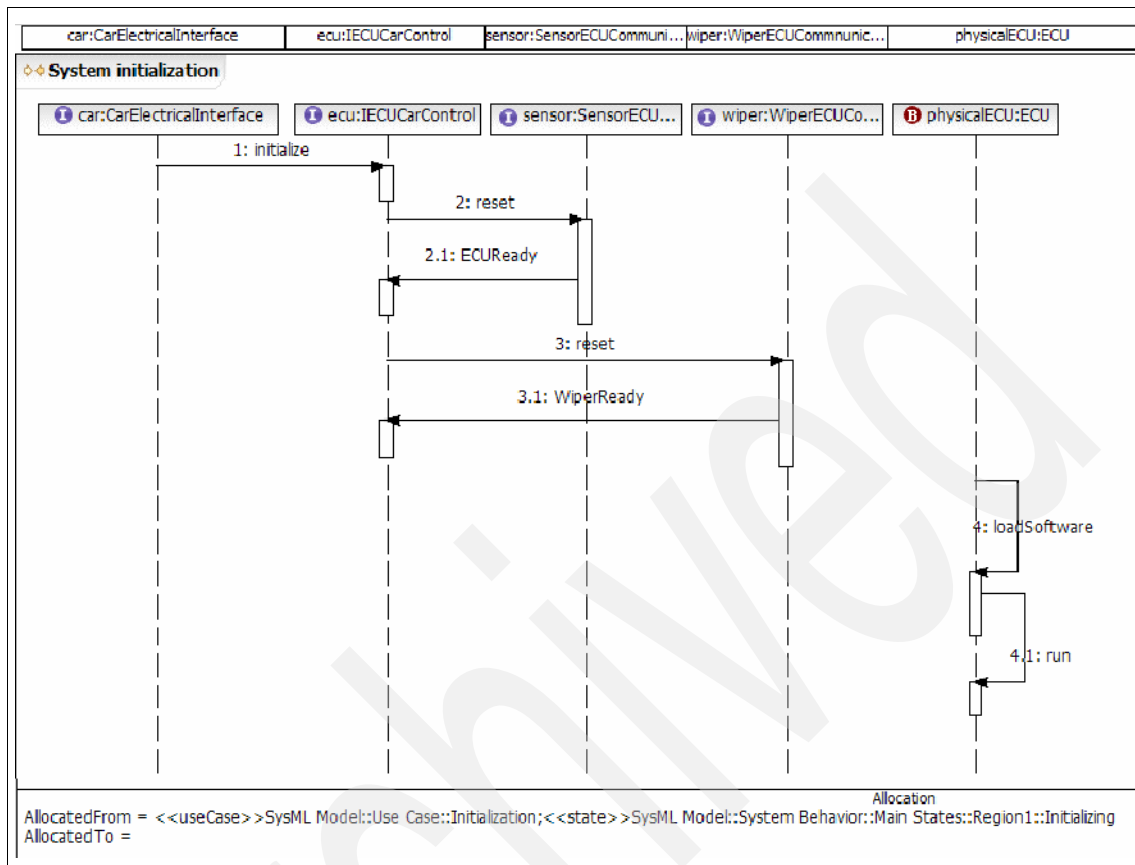 car:CarElectricalInterface ecu:IECUCarControl sensor:SensorECUCommuni... wiper:WiperECUCommnunic... physicalECU:ECU
System initialization
I car:CarElectricalInterface I ecu:IECUCarControl I sensor:SensorECU... I wiper:WiperECUCo... B physicalECU:ECU
1: initialize
2: reset
2.1: ECUReady
3: reset
3.1: WiperReady
4: loadSoftware
4.1: run
Allocation
AllocatedFrom = <<useCase>>SysML Model::Use Case::Initialization;<<state>>SysML Model::System Behavior::Main States::Region1::Initializing
AllocatedTo =
hived